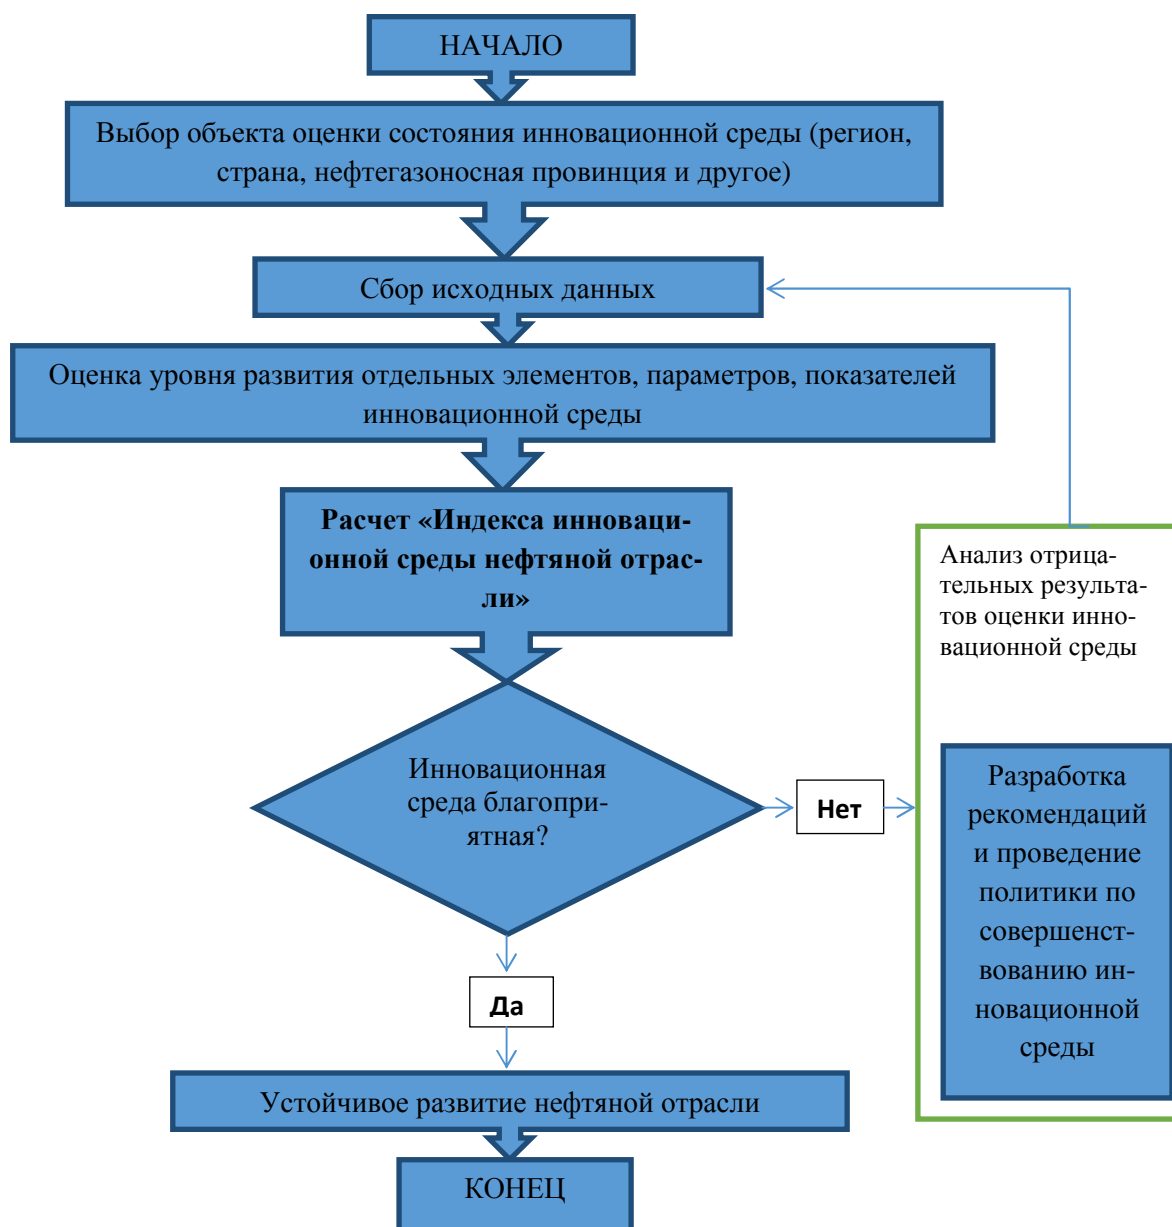 НАЧАЛО
Выбор объекта оценки состояния инновационной среды (регион,
страна, нефтегазоносная провинция и другое)
Сбор исходных данных
Оценка уровня развития отдельных элементов, параметров, показателей
инновационной среды
Расчет «Индекса инноваци-
онной среды нефтяной отрас-
ли»
Инновационная
среда благопри-
ятная?
Нет
Анализ отрица-
тельных результа-
тов оценки инно-
вационной среды
Разработка
рекомендаций
и проведение
политики по
совершенст-
вованию ин-
новационной
среды
Да
Устойчивое развитие нефтяной отрасли
КОНЕЦ